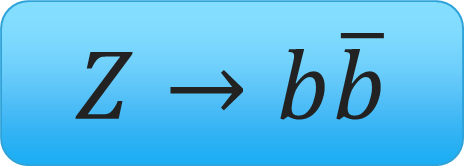 Z → bb̅